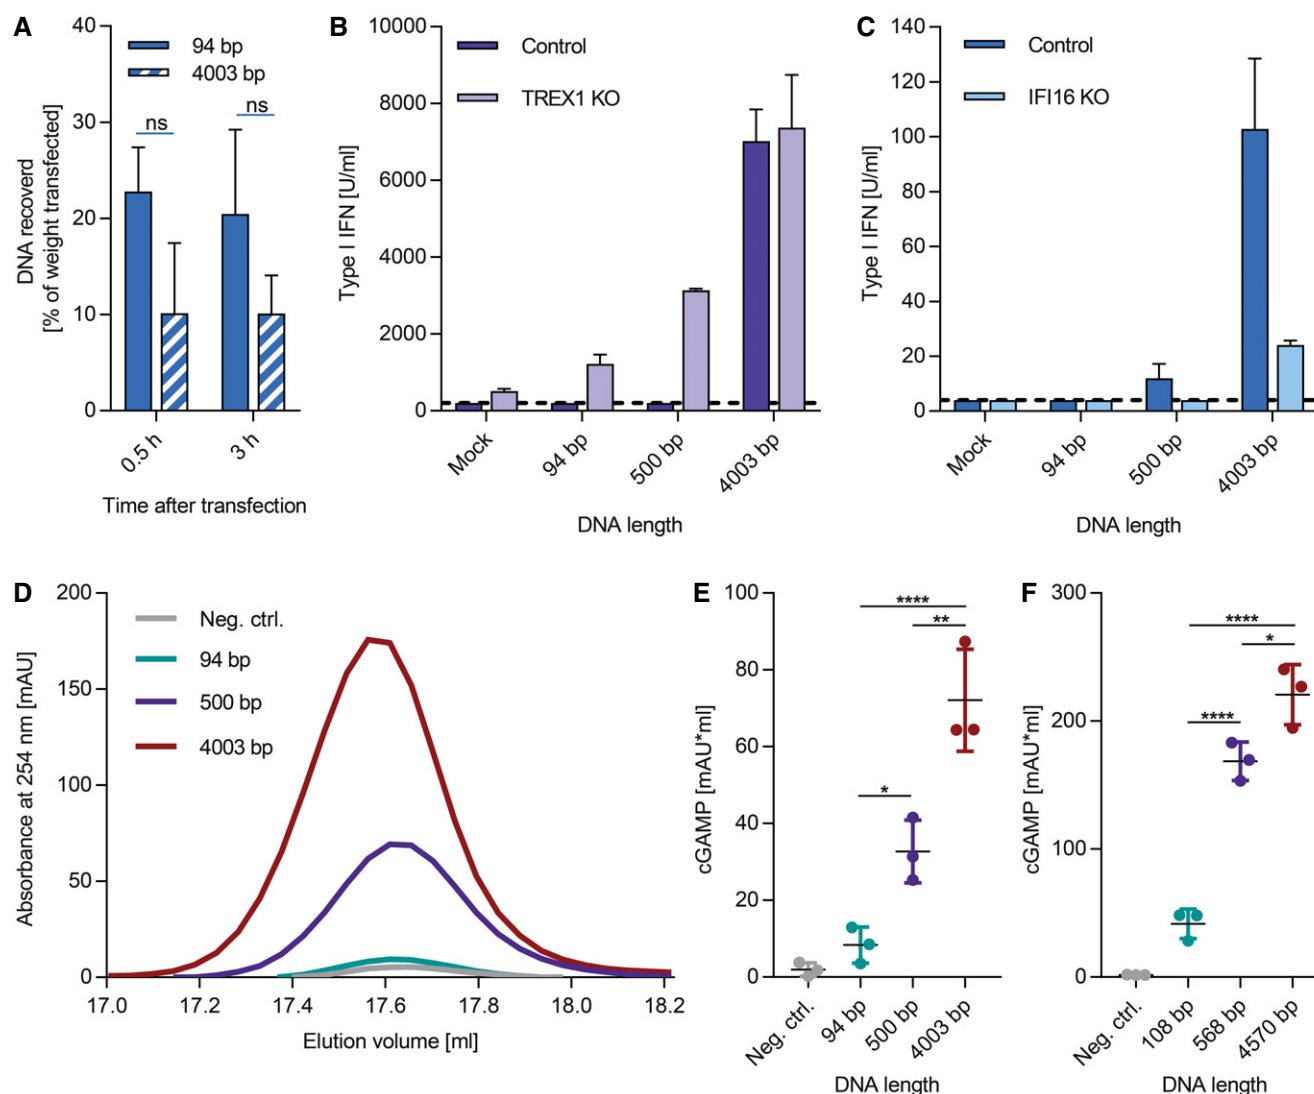 A
40
30
20
10
0
DNA recoverd
[% of weight transfected]
94 bp
4003 bp
ns
ns
0.5 h
3 h
Time after transfection
B
10000
8000
6000
4000
2000
0
Type I IFN [U/ml]
Control
TREX1 KO
Mock
94 bp
500 bp
4003 bp
DNA length
C
140
120
100
80
60
40
20
0
Type I IFN [U/ml]
Control
IFI16 KO
Mock
94 bp
500 bp
4003 bp
DNA length
D
200
150
100
50
0
Absorbance at 254 nm [mAU]
Neg. ctrl.
94 bp
500 bp
4003 bp
17.0
17.2
17.4
17.6
17.8
18.0
18.2
Elution volume [ml]
E
100
80
60
40
20
0
cGAMP [mAU*ml]
****
**
*
Neg. ctrl.
94 bp
500 bp
4003 bp
DNA length
F
300
200
100
0
cGAMP [mAU*ml]
****
*
****
Neg. ctrl.
108 bp
568 bp
4570 bp
DNA length